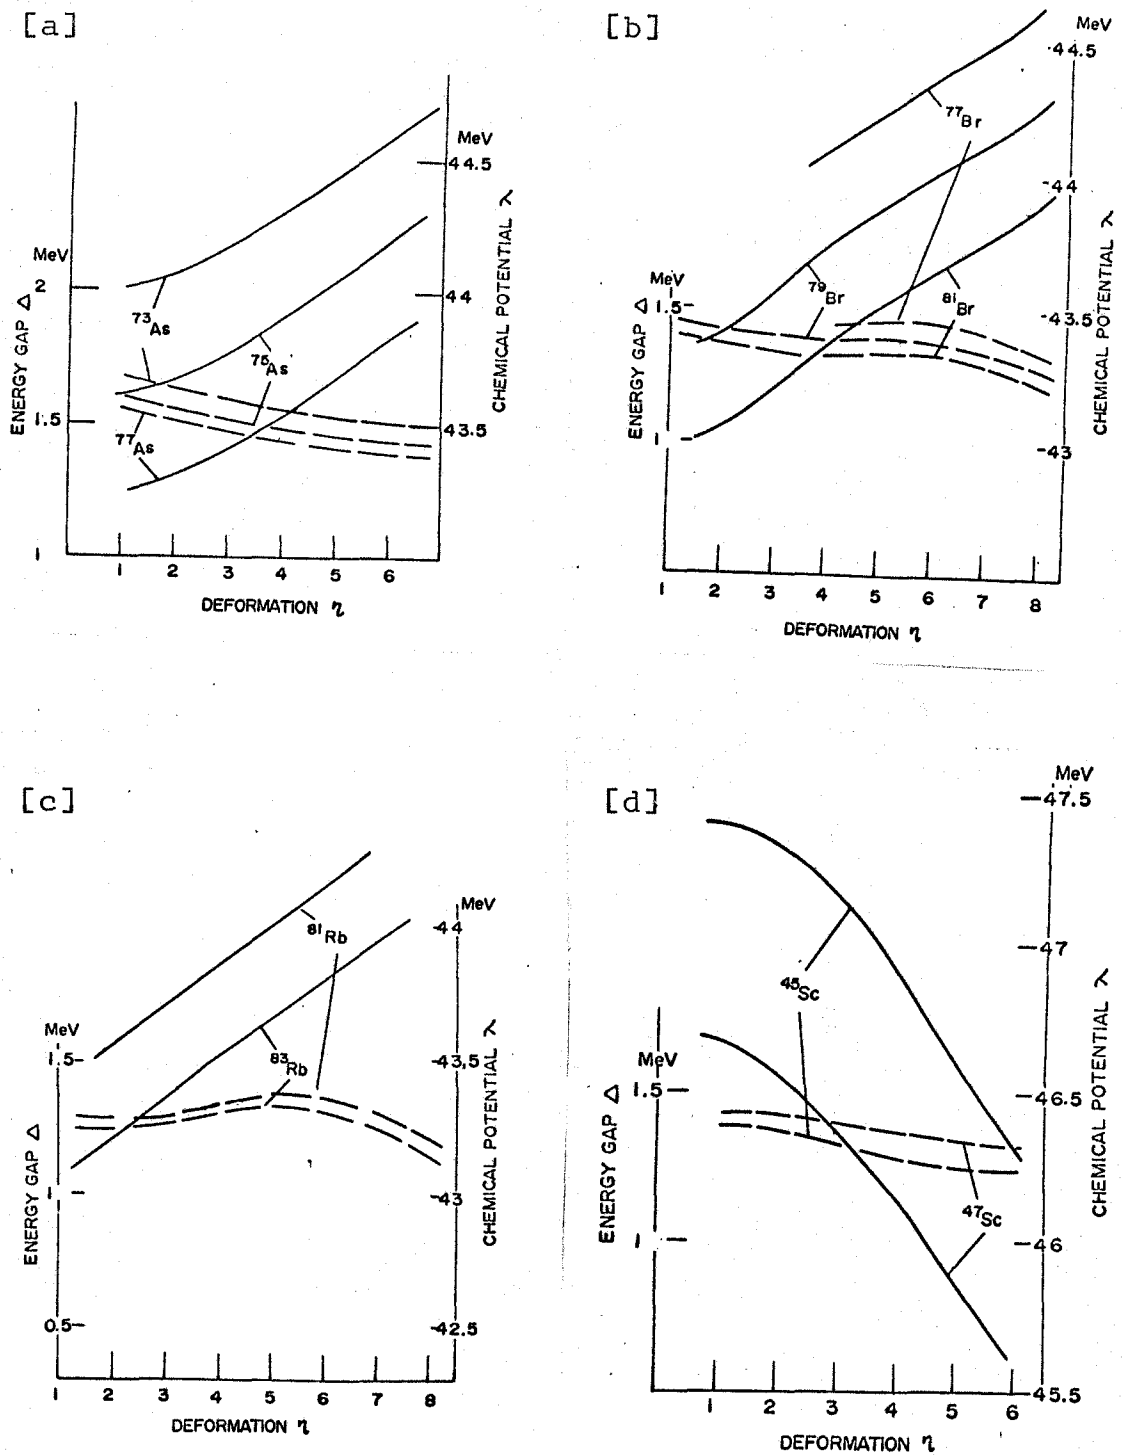 [a]
MeV
44.5
44
43.5
CHEMICAL POTENTIAL λ
MeV
2
1.5
1
ENERGY GAP Δ
73As
75As
77As
1 2 3 4 5 6
DEFORMATION η
[b]
MeV
44.5
44
43.5
43
CHEMICAL POTENTIAL λ
MeV
1.5
1
ENERGY GAP Δ
77Br
79Br
81Br
1 2 3 4 5 6 7 8
DEFORMATION η
[c]
MeV
44
43,5
43
42.5
CHEMICAL POTENTIAL λ
MeV
1.5
1
0.5
ENERGY GAP Δ
81Rb
83Rb
1 2 3 4 5 6 7 8
DEFORMATION η
[d]
MeV
47.5
47
46.5
46
45.5
CHEMICAL POTENTIAL λ
MeV
1.5
1
ENERGY GAP Δ
45Sc
47Sc
1 2 3 4 5 6
DEFORMATION η